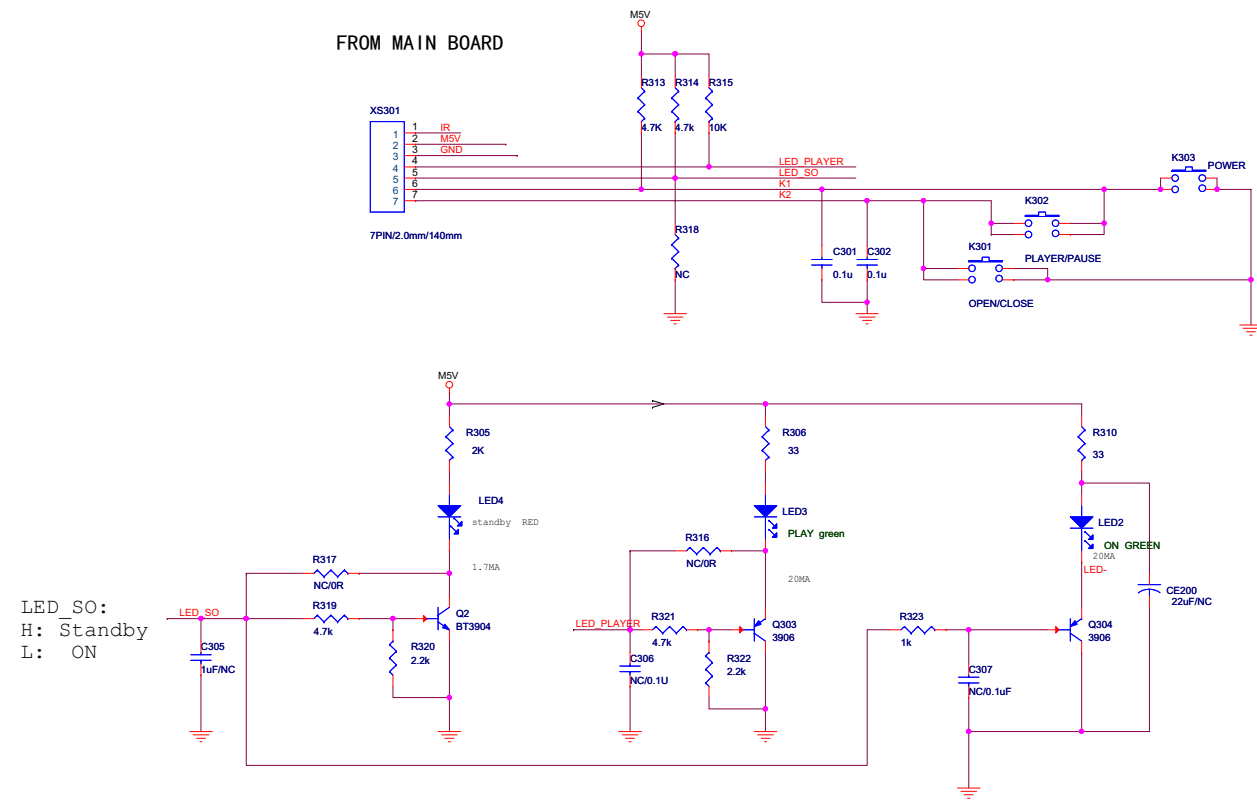 M5V
FROM MAIN BOARD
R313 R314 R315
4.7K 4.7k 10K
XS301
1 1 IR
2 2 M5V
3 3 GND
4 4 LED_PLAYER
5 5 LED_SO
6 6 K1
7 7 K2
7PIN/2.0mm/140mm
K303
POWER
K302
PLAYER/PAUSE
K301
OPEN/CLOSE
R318
NC
C301 C302
0.1u 0.1u
M5V
R305
2K
R306
33
R310
33
LED4
standby RED
1.7MA
LED3
PLAY green
20MA
LED2
ON GREEN
20MA
LED-
CE200
22uF/NC
R317
NC/0R
R316
NC/0R
LED_SO:
H: Standby
L: ON
LED_SO
R319
4.7k
Q2
BT3904
C305
1uF/NC
R320
2.2k
LED_PLAYER
R321
4.7k
Q303
3906
C306
NC/0.1U
R322
2.2k
R323
1k
Q304
3906
C307
NC/0.1uF